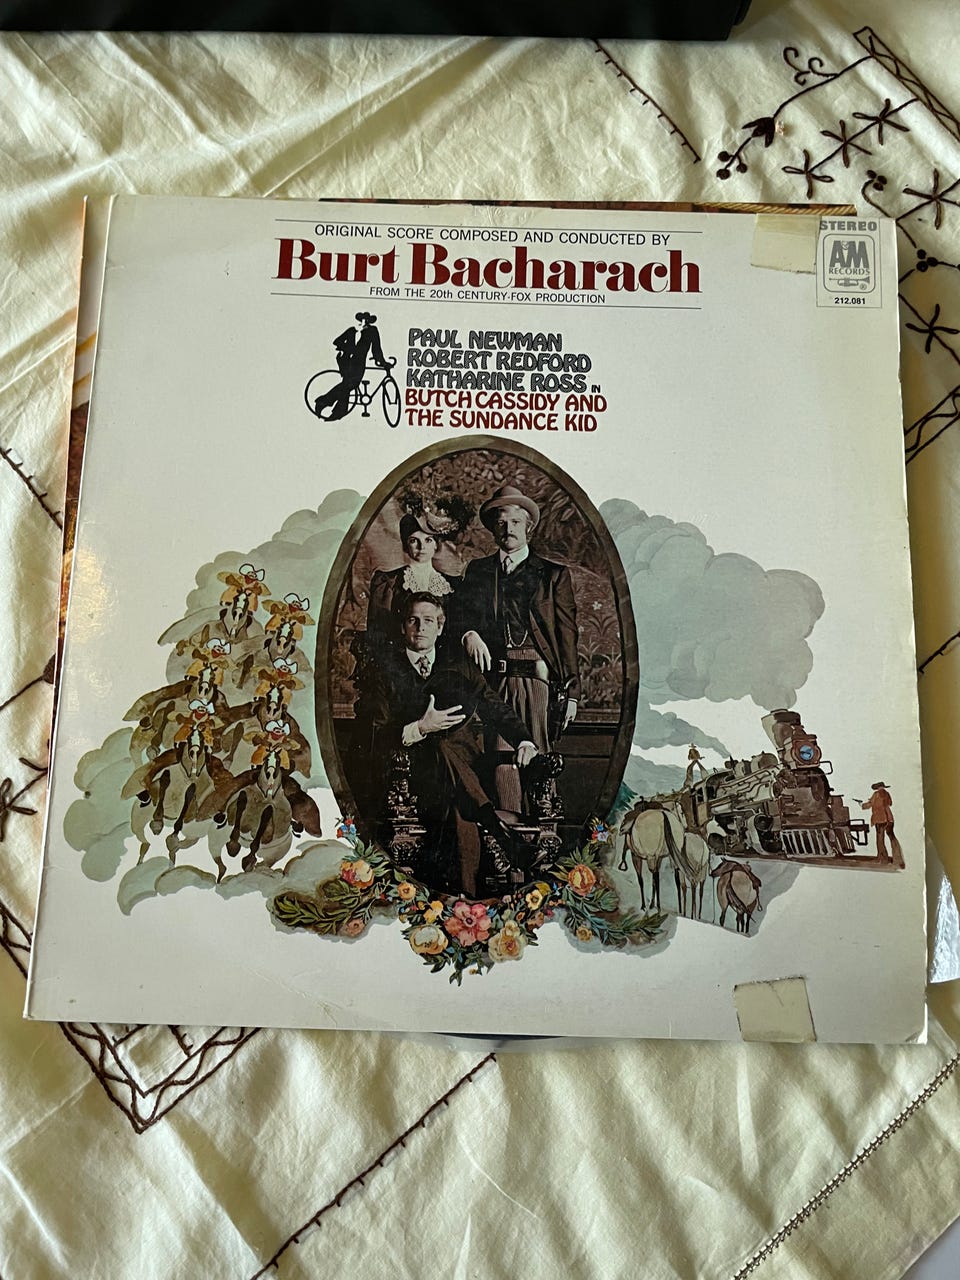 ORIGINAL SCORE COMPOSED AND CONDUCTED BY
Burt Bacharach
FROM THE 20th CENTURY-FOX PRODUCTION
STEREO
A&M
RECORDS
®
212.081
PAUL NEWMAN
ROBERT REDFORD
KATHARINE ROSS IN
BUTCH CASSIDY AND
THE SUNDANCE KID